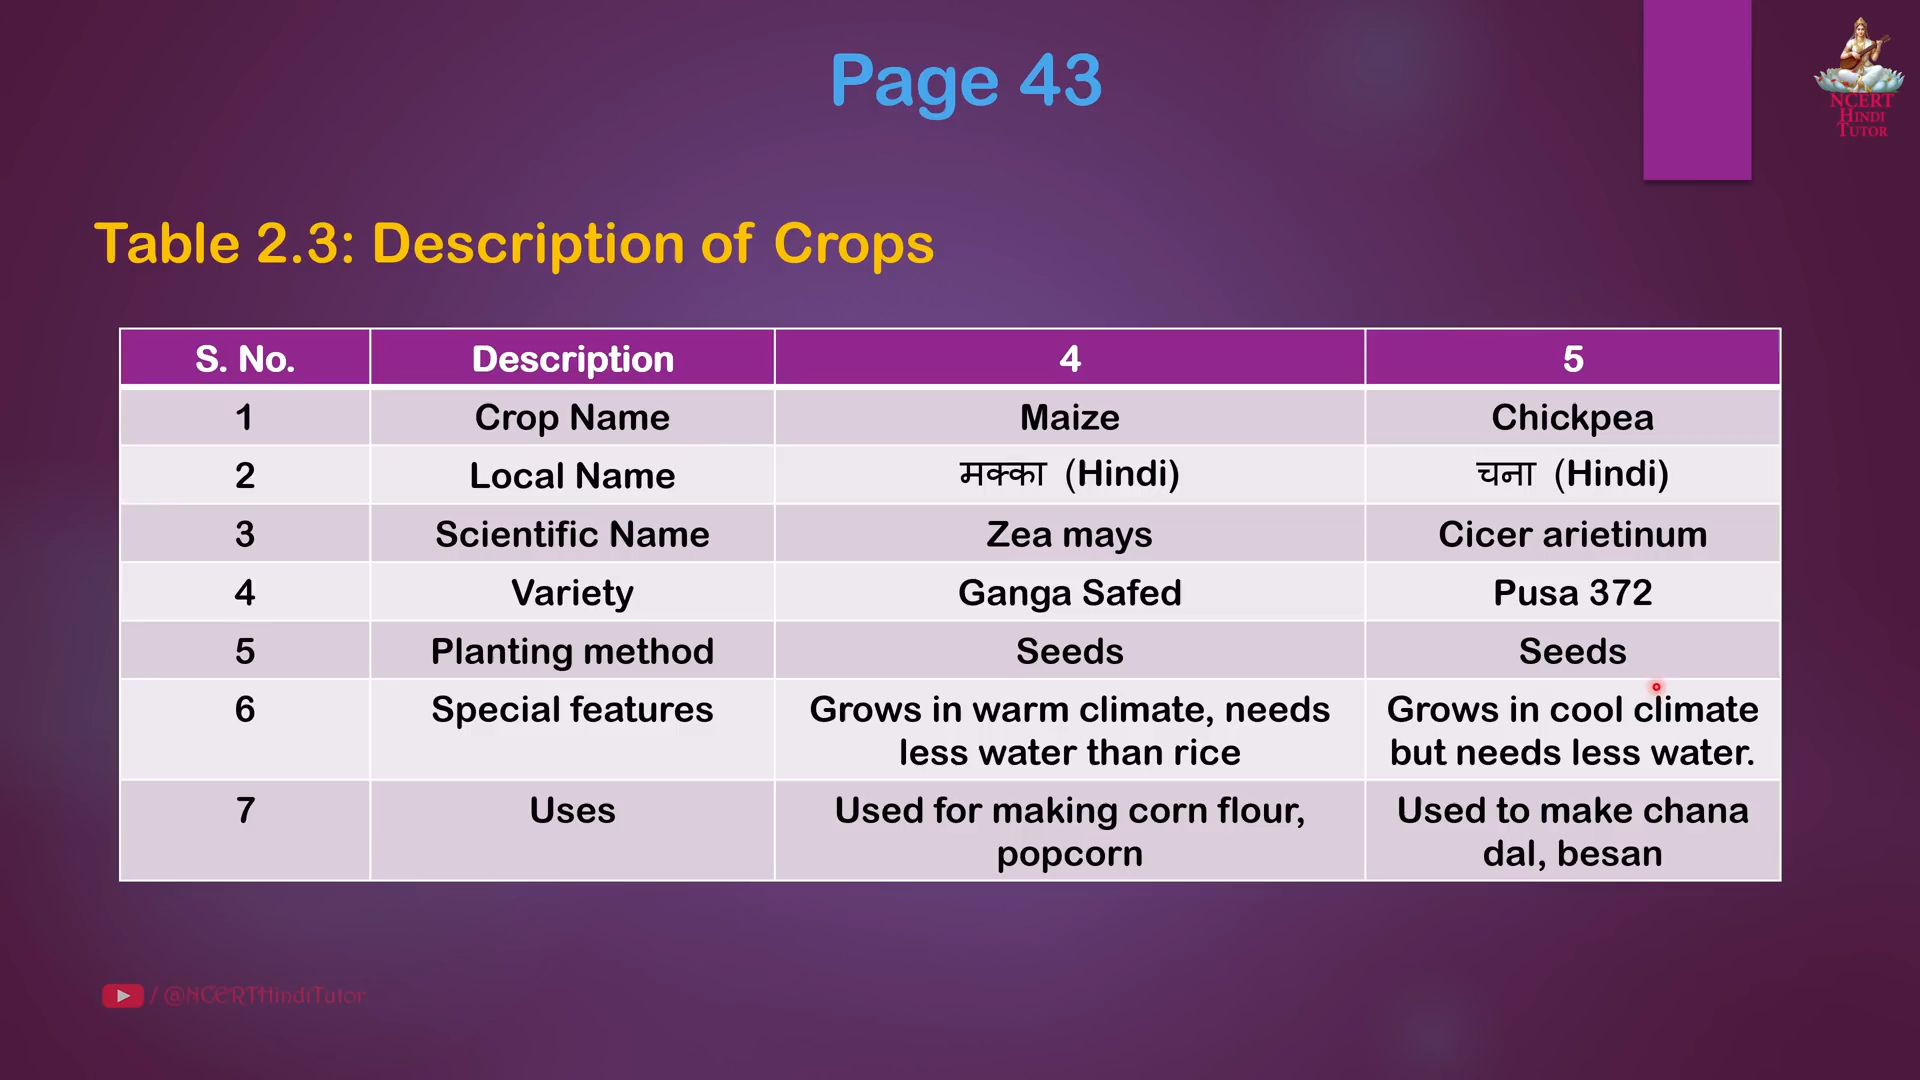 Page 43
NCERT
HINDI
TUTOR
Table 2.3: Description of Crops
S. No. Description 4 5
1 Crop Name Maize Chickpea
2 Local Name मक्का (Hindi) चना (Hindi)
3 Scientific Name Zea mays Cicer arietinum
4 Variety Ganga Safed Pusa 372
5 Planting method Seeds Seeds
6 Special features Grows in warm climate, needs Grows in cool climate
less water than rice but needs less water.
7 Uses Used for making corn flour, Used to make chana
popcorn dal, besan
/ @NCERTHindiTutor